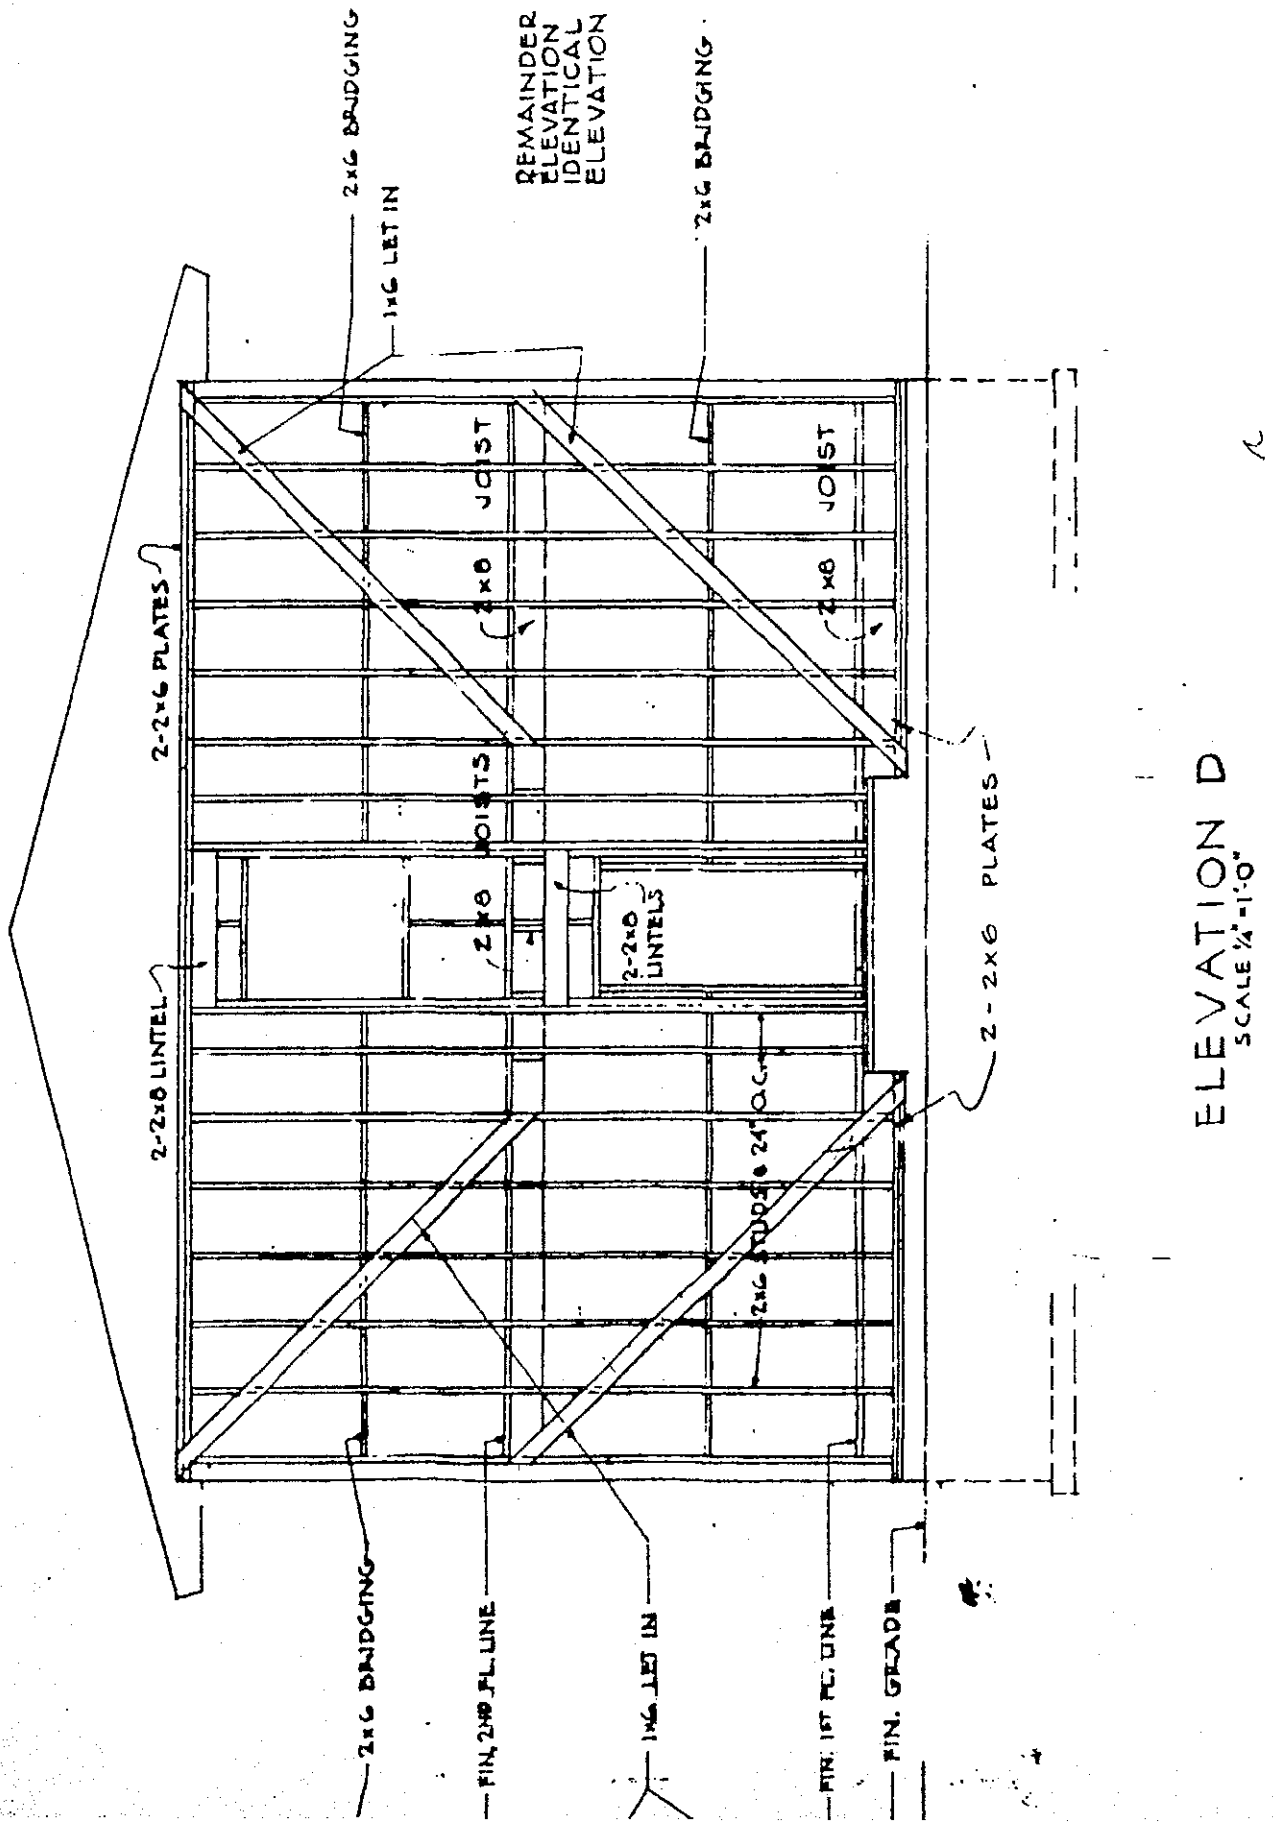 2x6 BRIDGING
1x6 LET IN
REMAINDER
ELEVATION
IDENTICAL
ELEVATION
2x6 BRIDGING
2-2x6 PLATES
2-2x8 LINTEL
2x8 JOIST
2x8 JOISTS
2-2x8
LINTELS
2x8 JOIST
2x6 STUDS @ 24" O.C.
2-2x6 PLATES
2x6 BRIDGING
FIN. 2ND FL. LINE
1x6 LET IN
FIN. 1ST FL. LINE
FIN. GRADE
ELEVATION D
SCALE ¼"=1'-0"